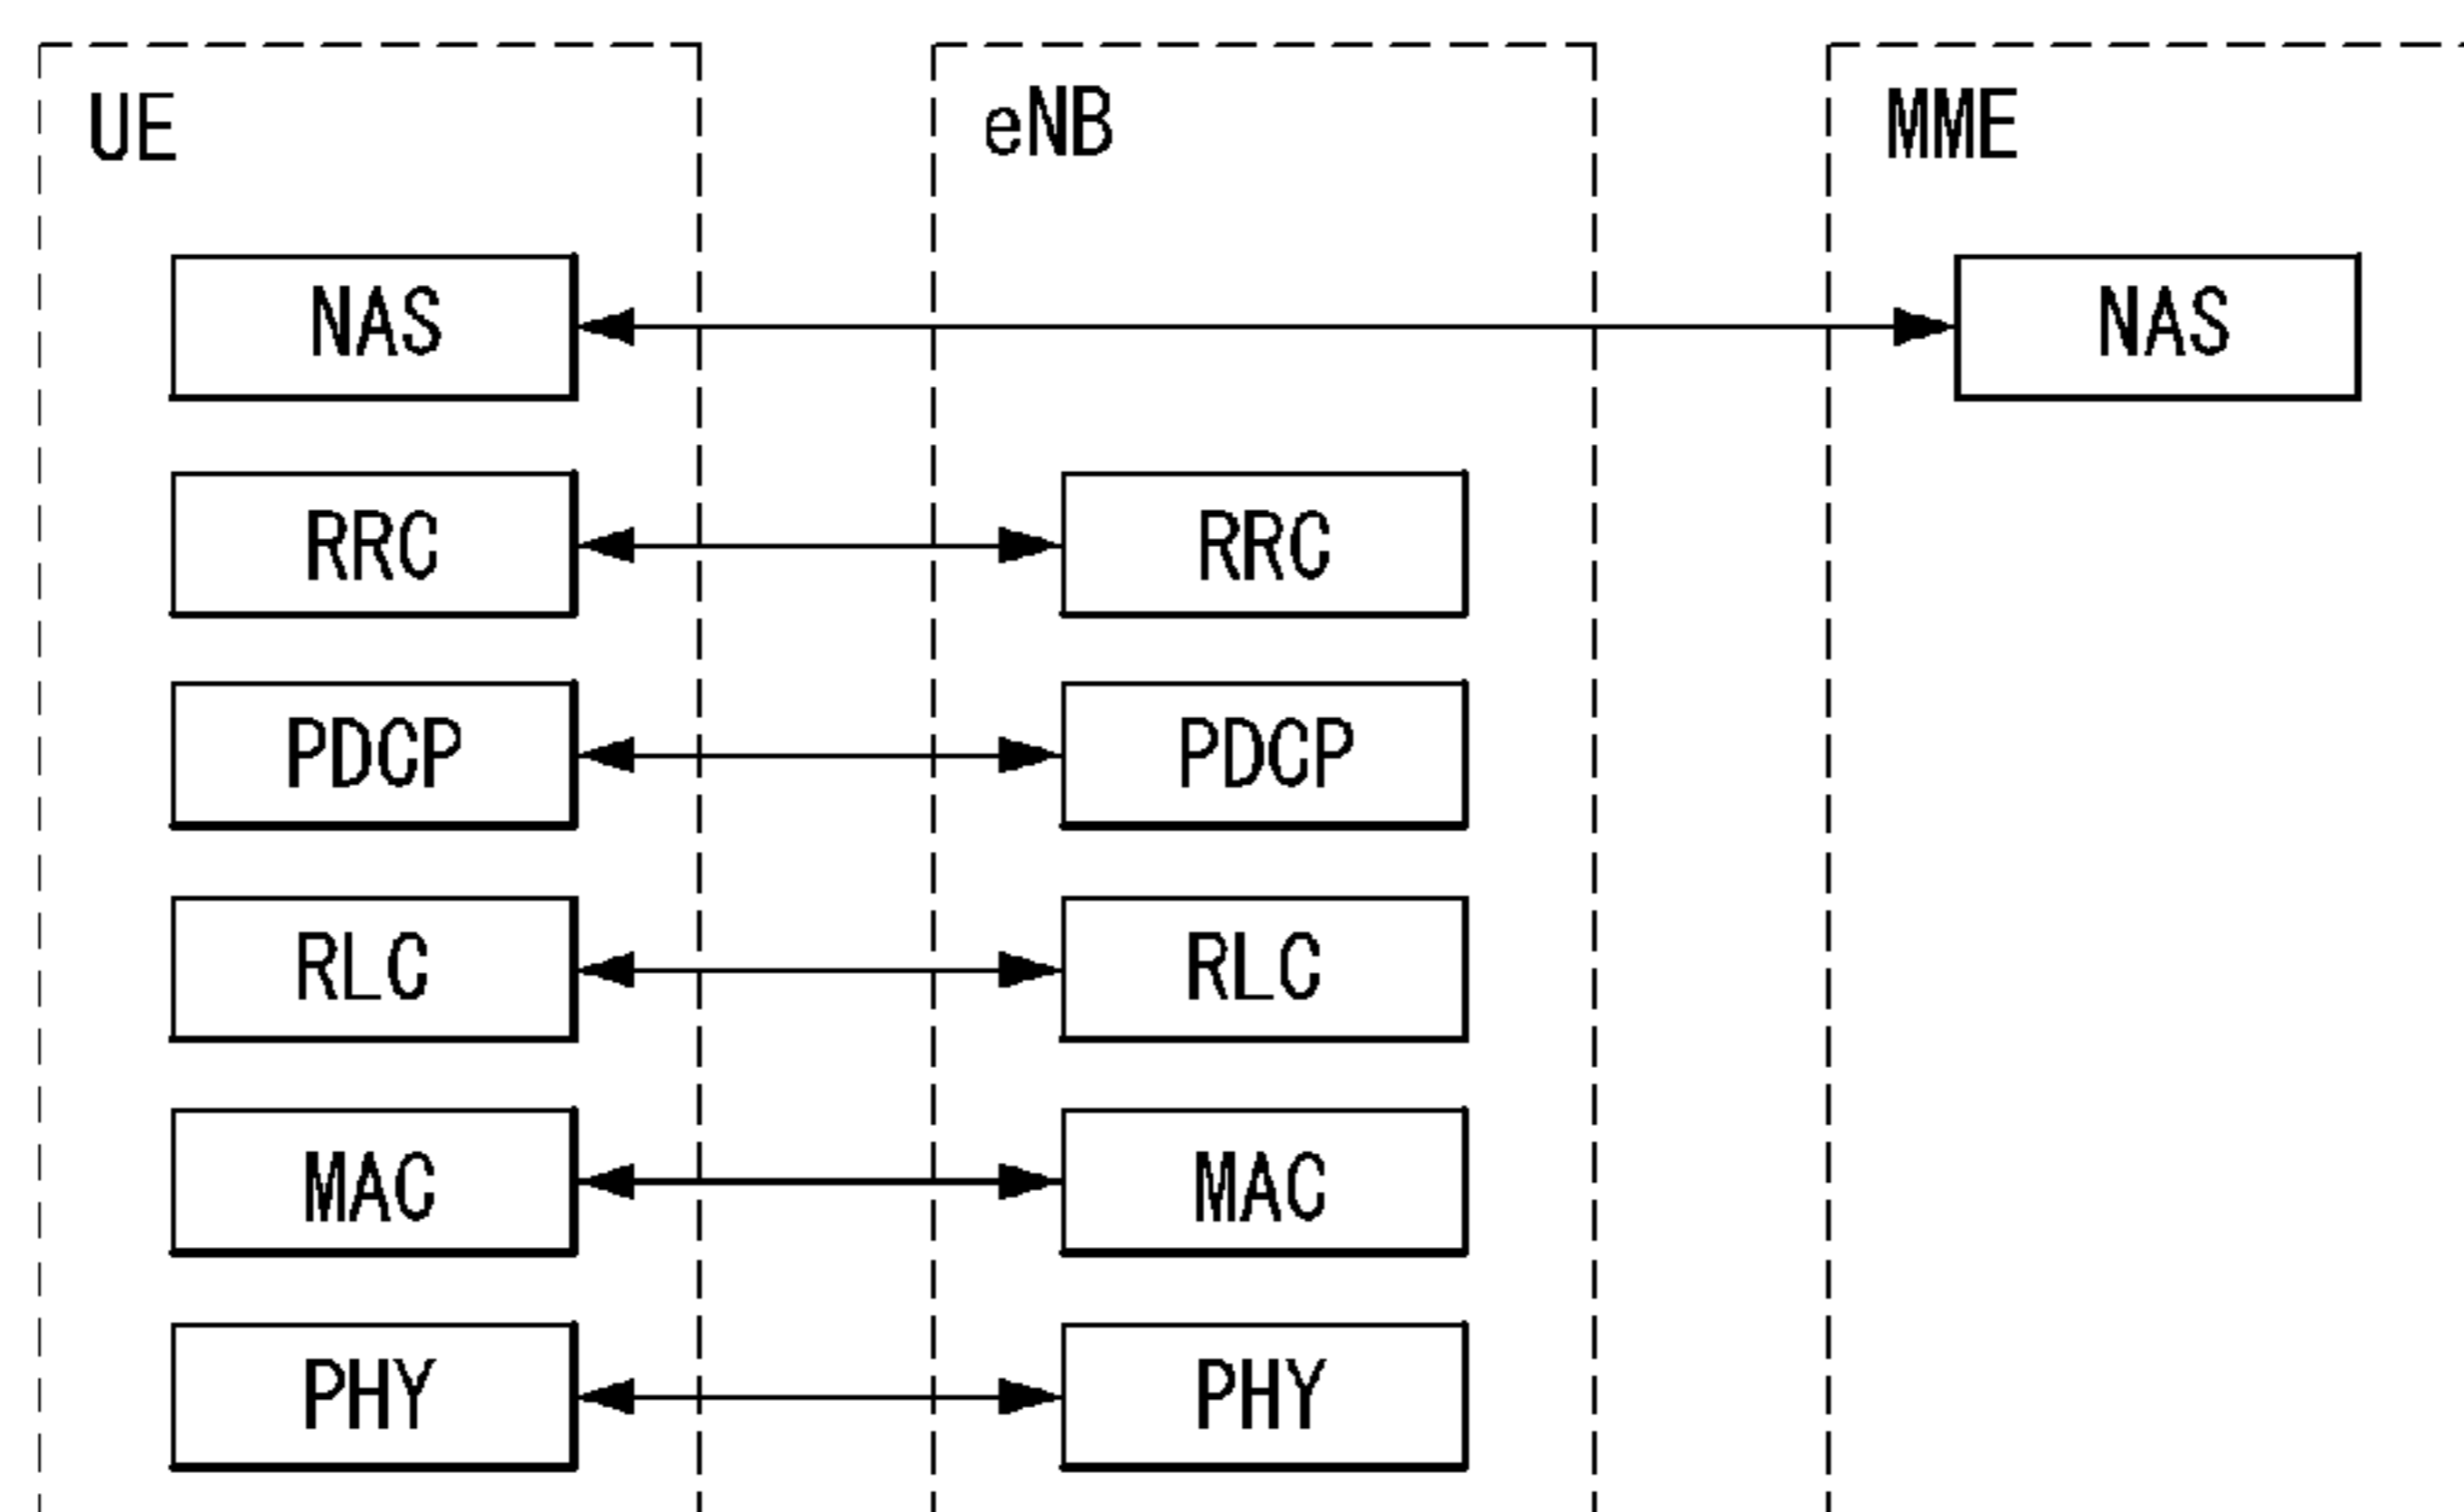 UE eNB MME
NAS NAS
RRC RRC
PDCP PDCP
RLC RLC
MAC MAC
PHY PHY